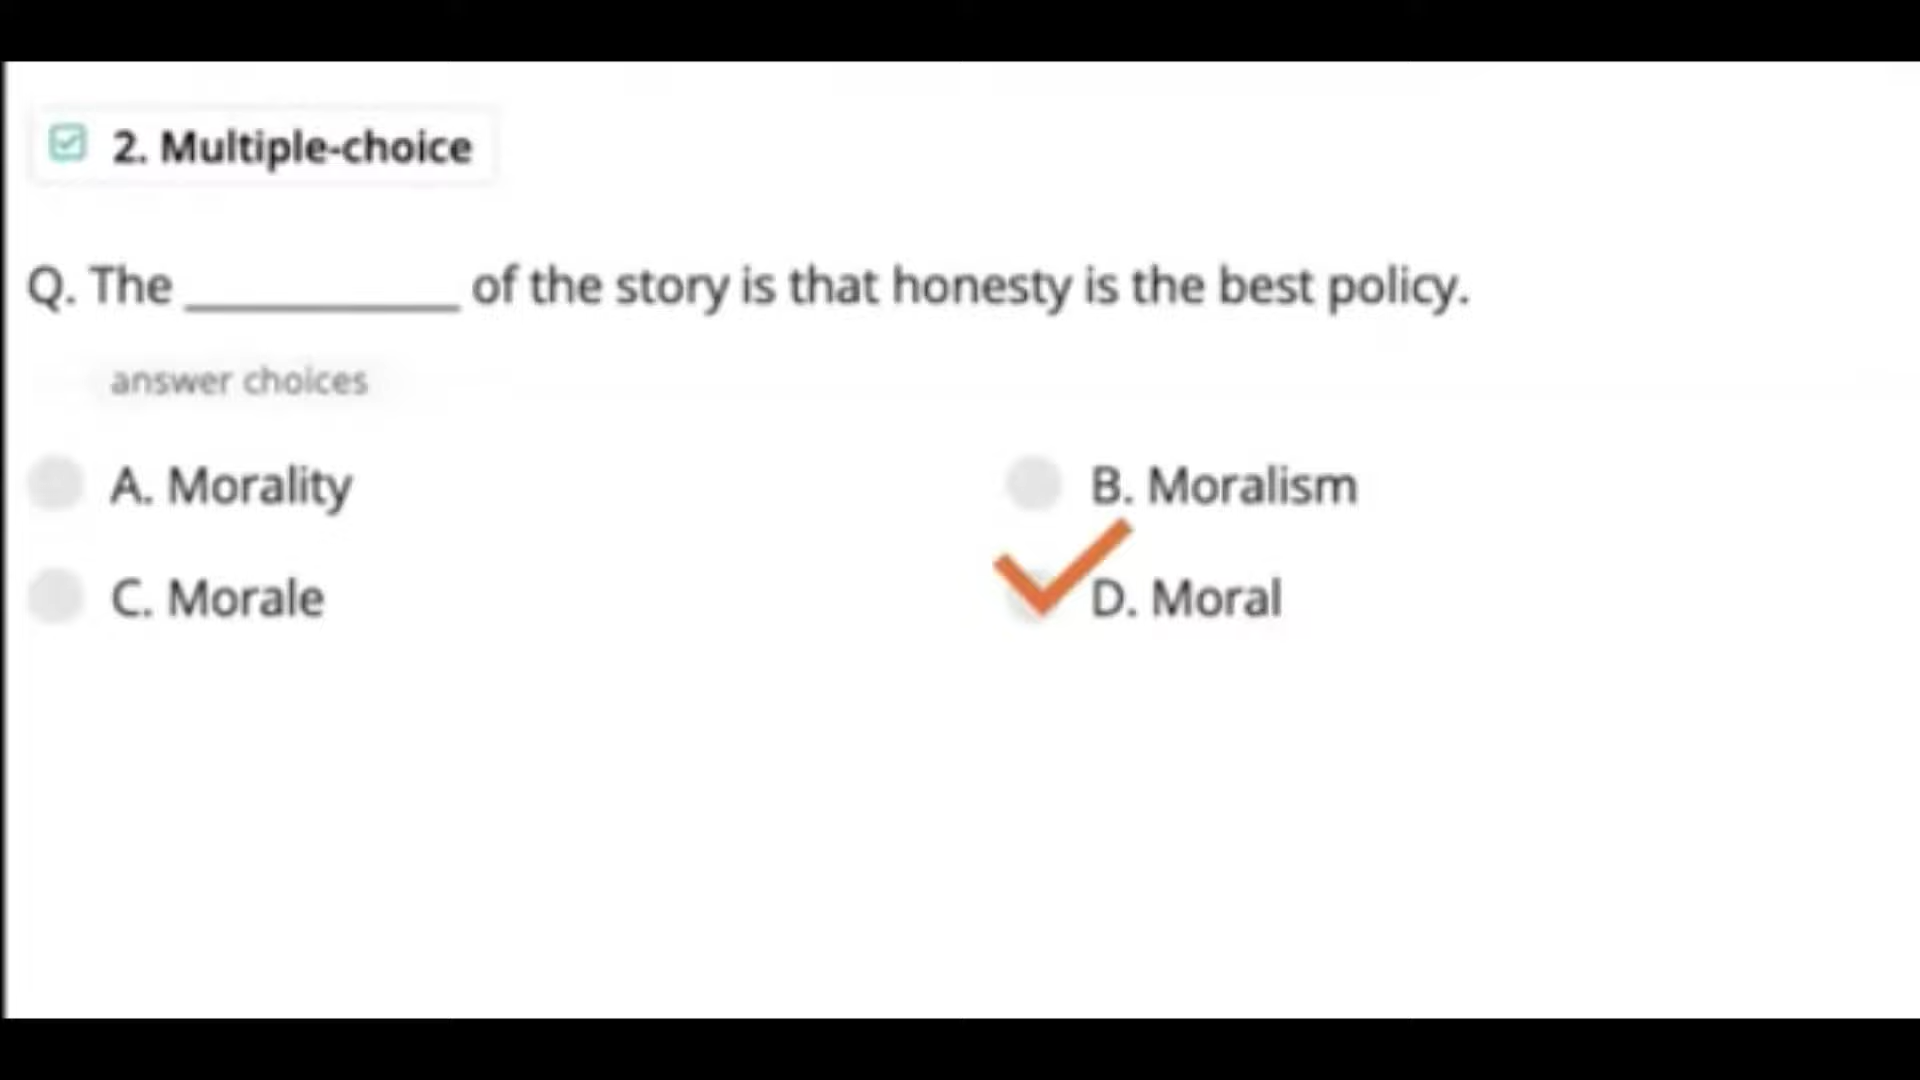 2. Multiple-choice
Q. The __________ of the story is that honesty is the best policy.
answer choices
A. Morality
B. Moralism
C. Morale
D. Moral